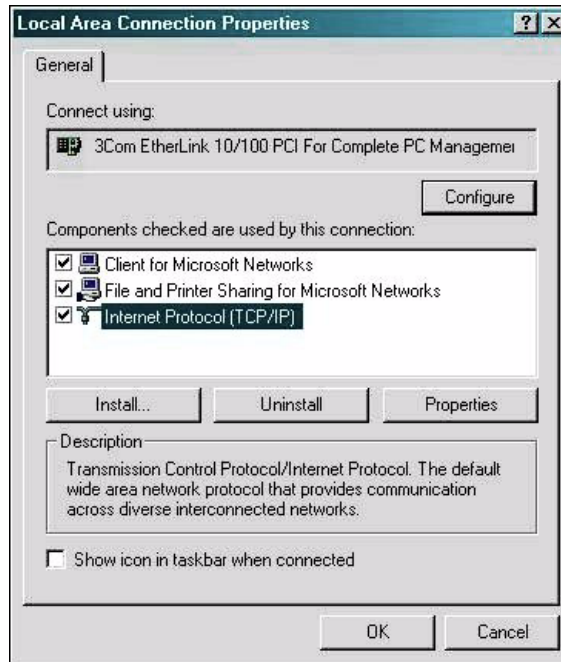 Local Area Connection Properties
General
Connect using:
3Com EtherLink 10/100 PCI For Complete PC Managemer
Configure
Components checked are used by this connection:
Client for Microsoft Networks
File and Printer Sharing for Microsoft Networks
Internet Protocol (TCP/IP)
Install... Uninstall Properties
Description
Transmission Control Protocol/Internet Protocol. The default
wide area network protocol that provides communication
across diverse interconnected networks.
Show icon in taskbar when connected
OK Cancel